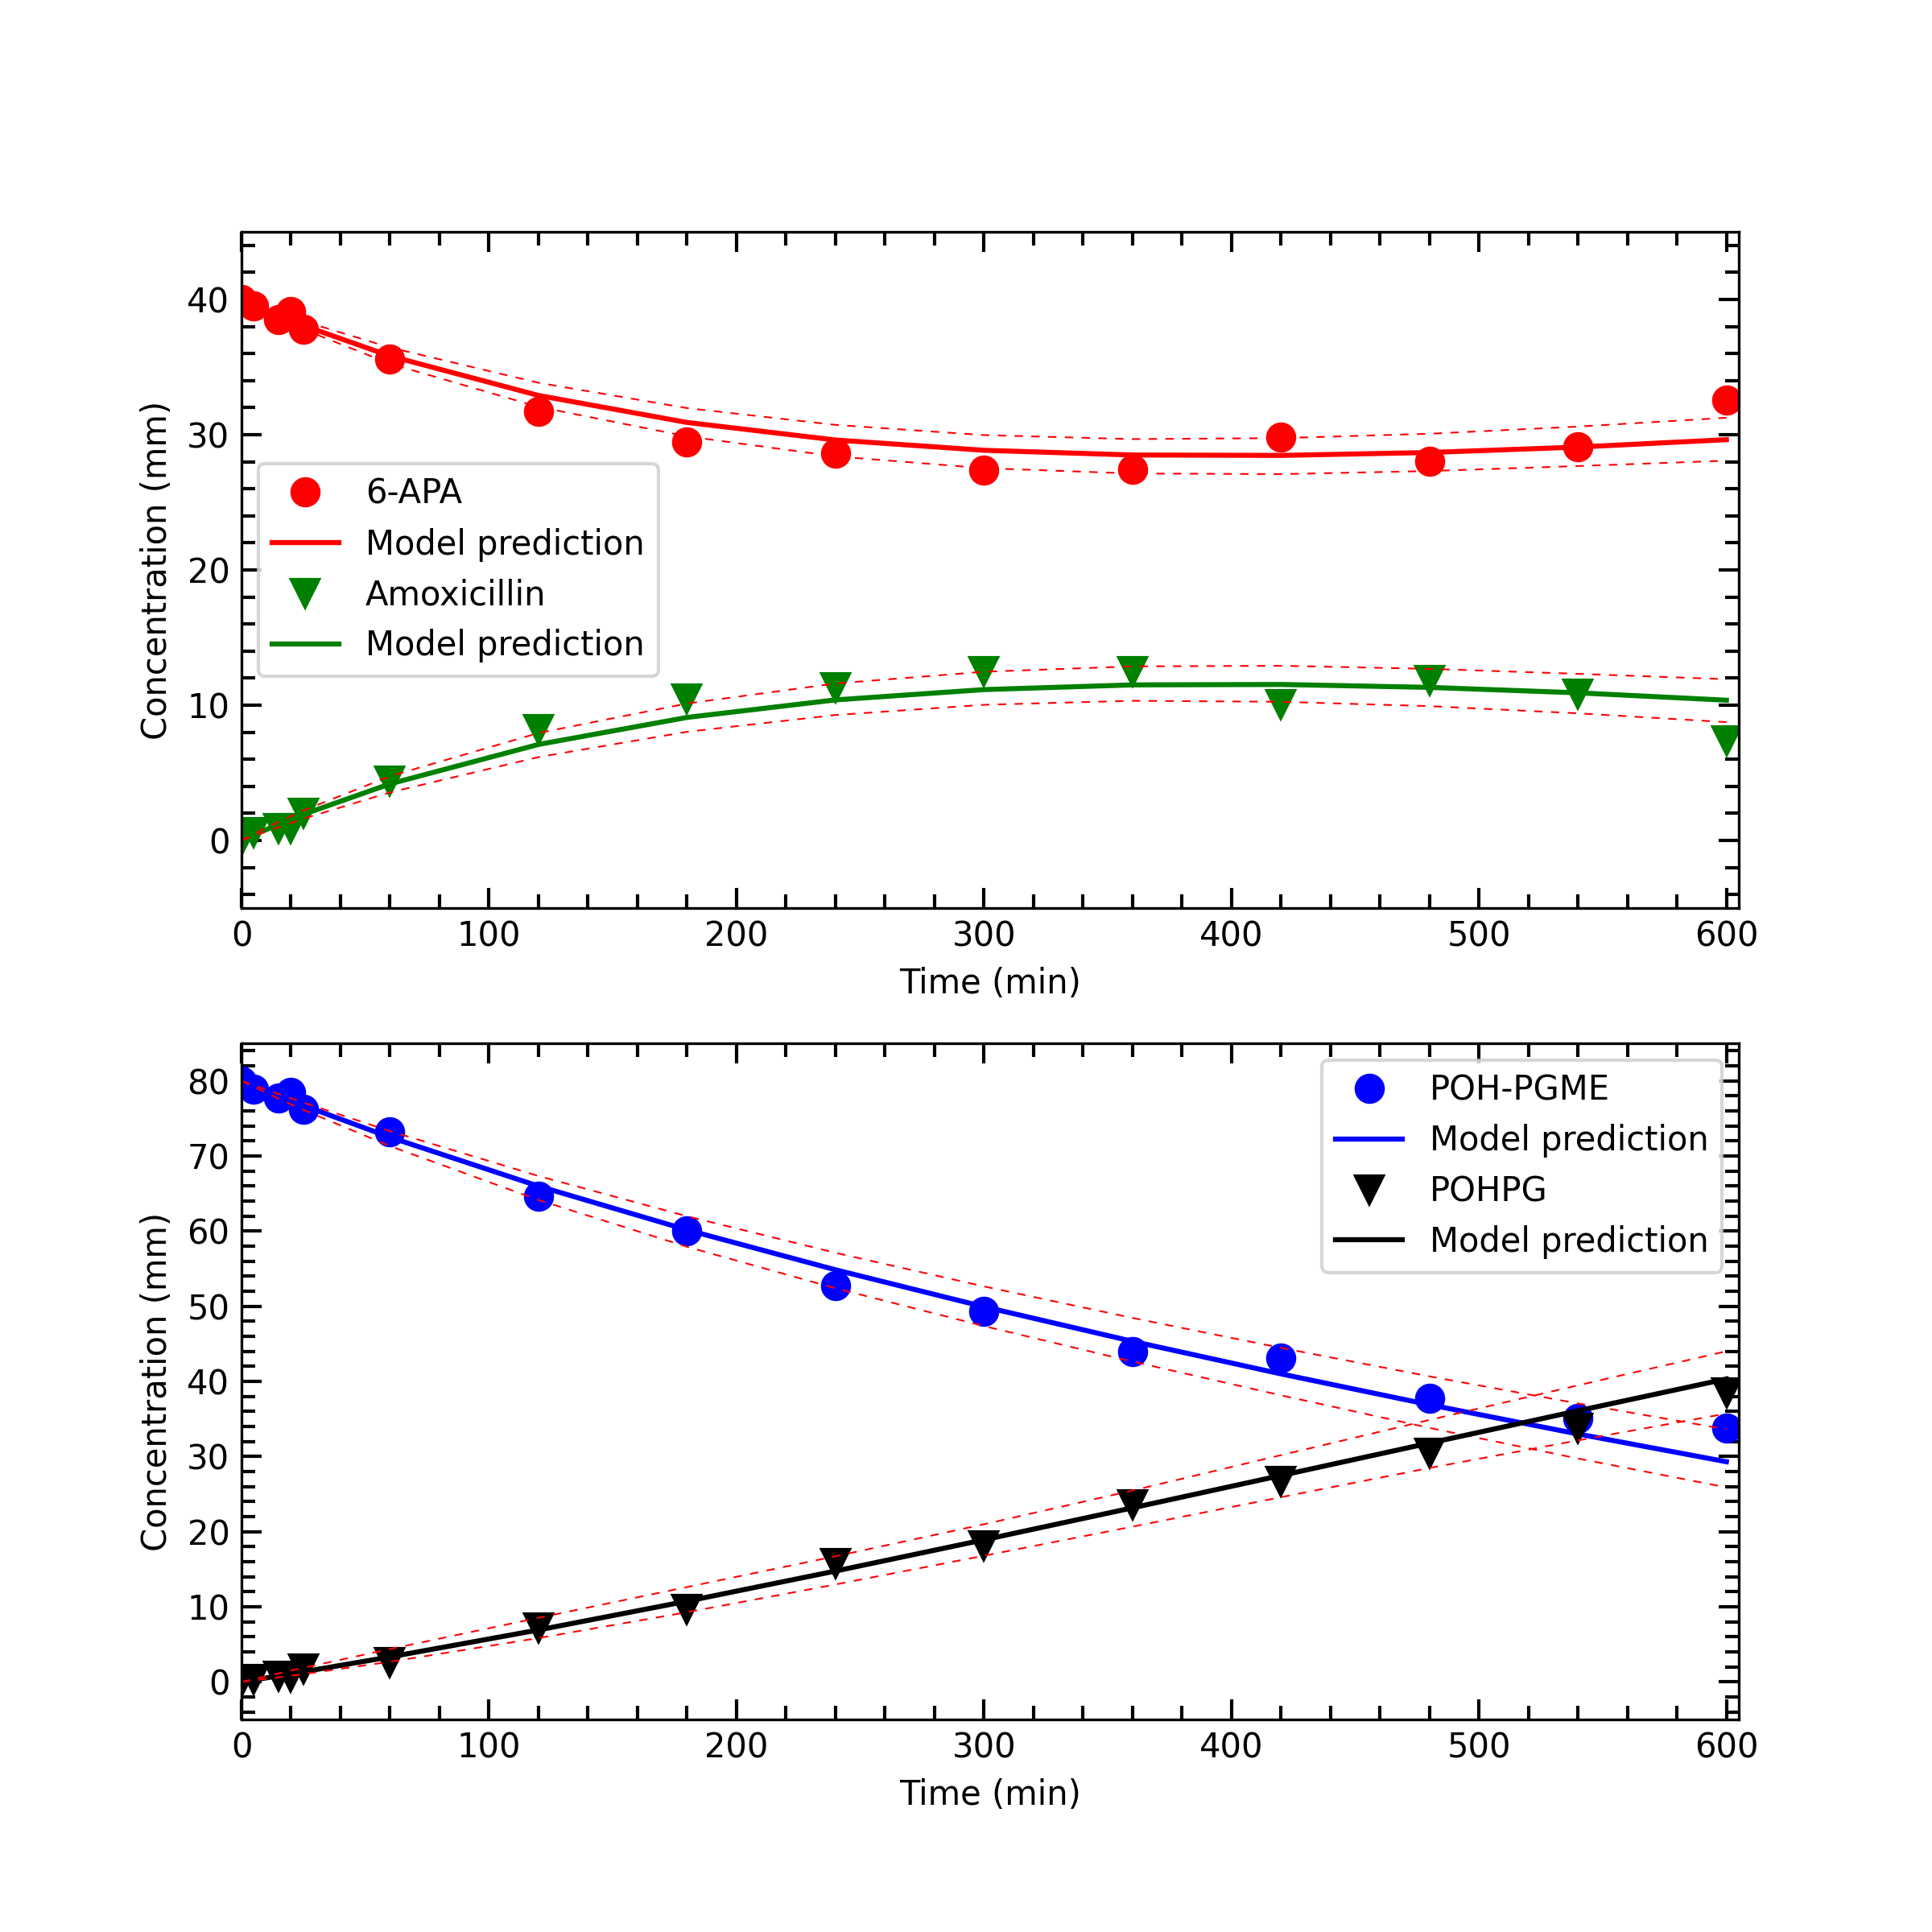 40
30
20
10
0
Concentration (mm)
6-APA
Model prediction
Amoxicillin
Model prediction
0 100 200 300 400 500 600
Time (min)
80
70
60
50
40
30
20
10
0
Concentration (mm)
POH-PGME
Model prediction
POHPG
Model prediction
0 100 200 300 400 500 600
Time (min)